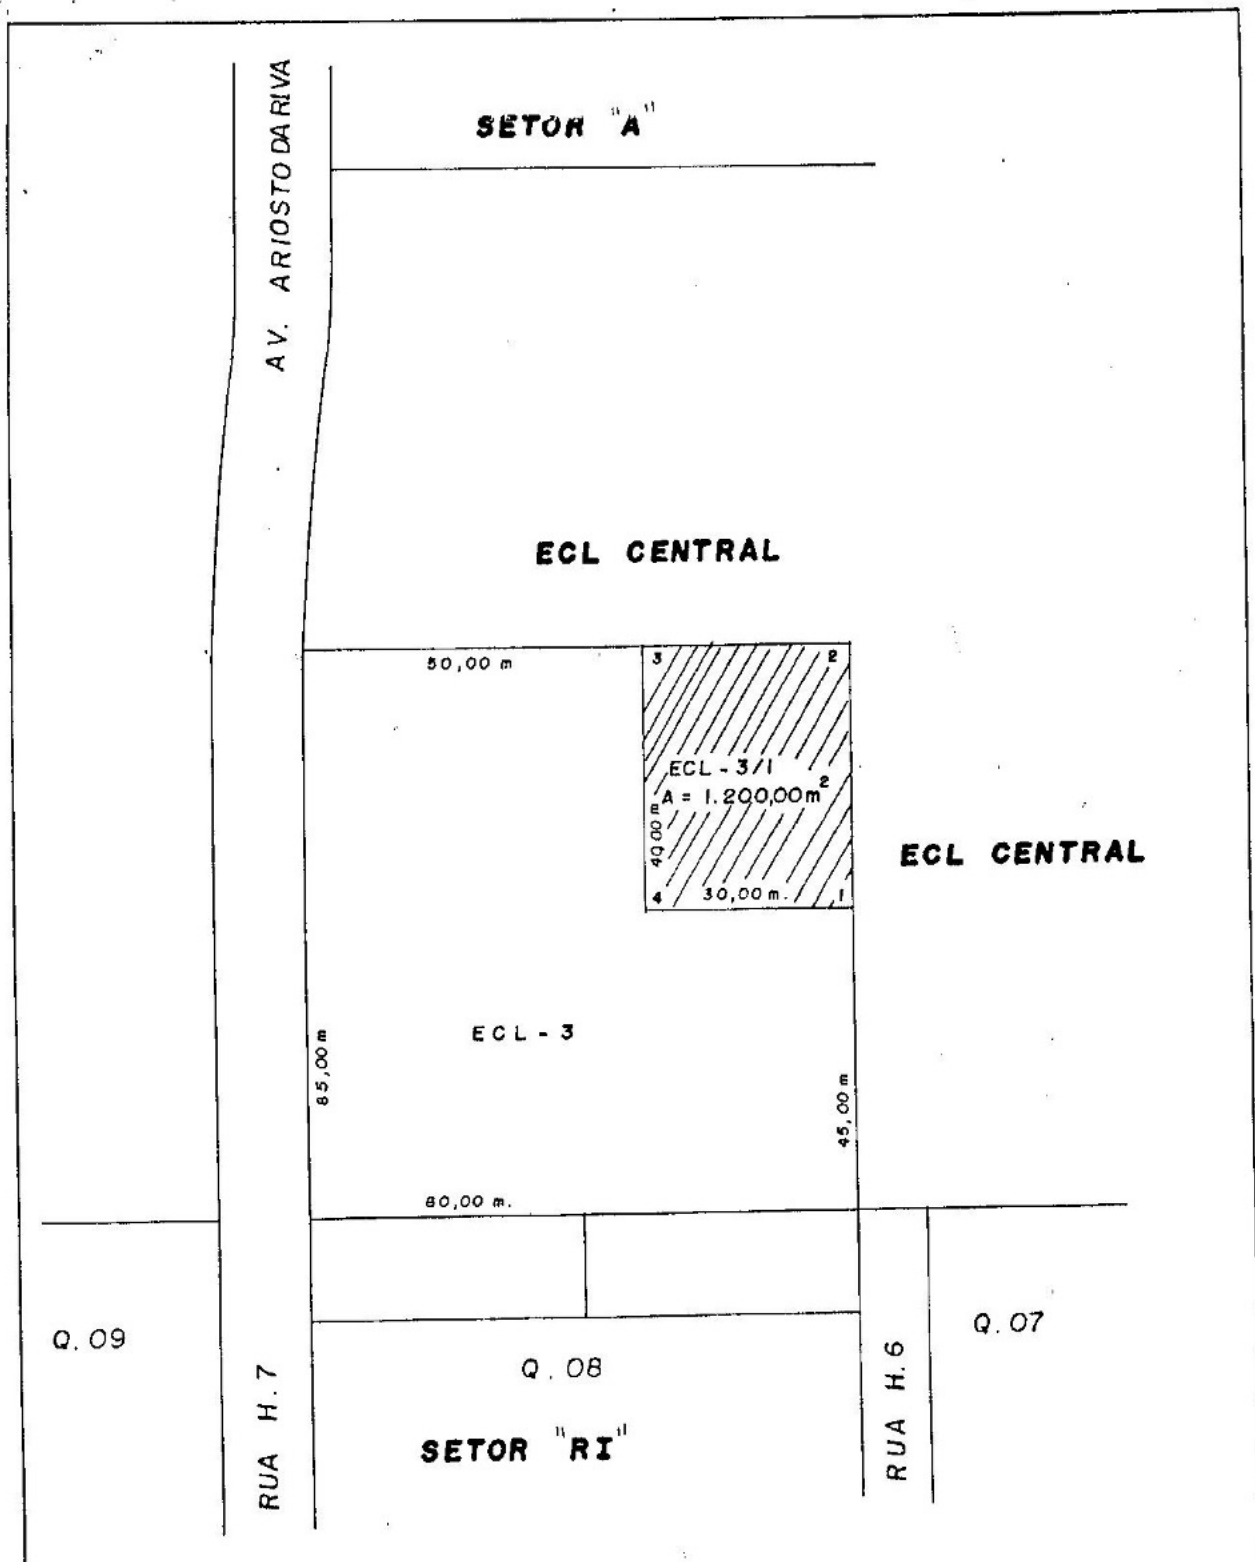 AV. ARIOSTO DA RIVA
SETOR "A"
ECL CENTRAL
50,00 m
3
2
ECL - 3/1
A = 1.200,00 m²
40,00 m
4
30,00 m.
1
ECL CENTRAL
ECL - 3
85,00 m
45,00 m
80,00 m.
Q. 09
Q. 08
Q. 07
RUA H. 7
SETOR "RI"
RUA H. 6